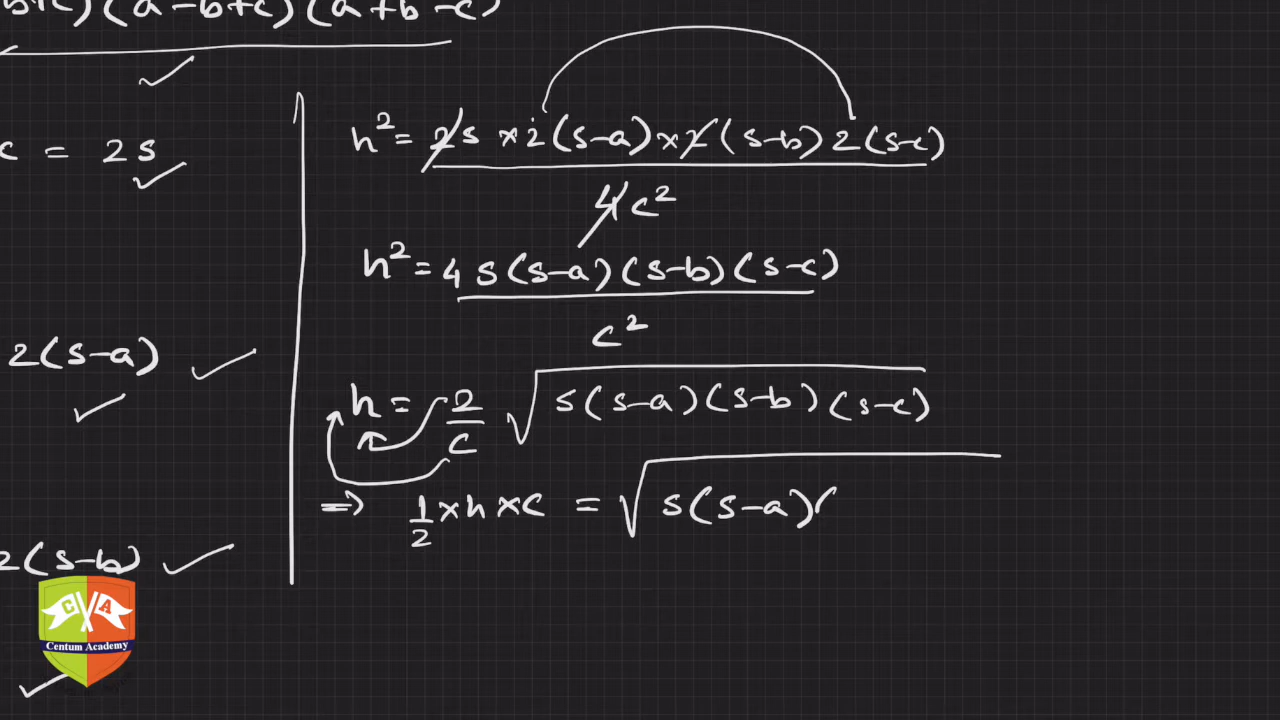 b+c) (a-b+c) (a+b-c)
c = 2s
2(s-a)
2(s-b)
h² = 2s × 2(s-a) × 2(s-b) 2(s-c)
4c²
h² = 4 s(s-a)(s-b)(s-c)
c²
h = 2/c √s(s-a)(s-b)(s-c)
⇒ 1/2 × h × c = √s(s-a)(
C A
Centum Academy